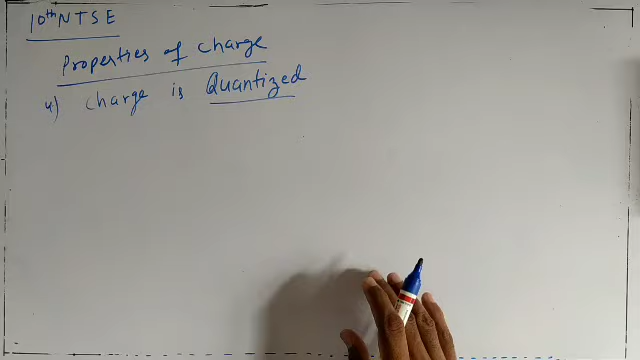 10th NTSE
Properties of charge
4) charge is Quantized